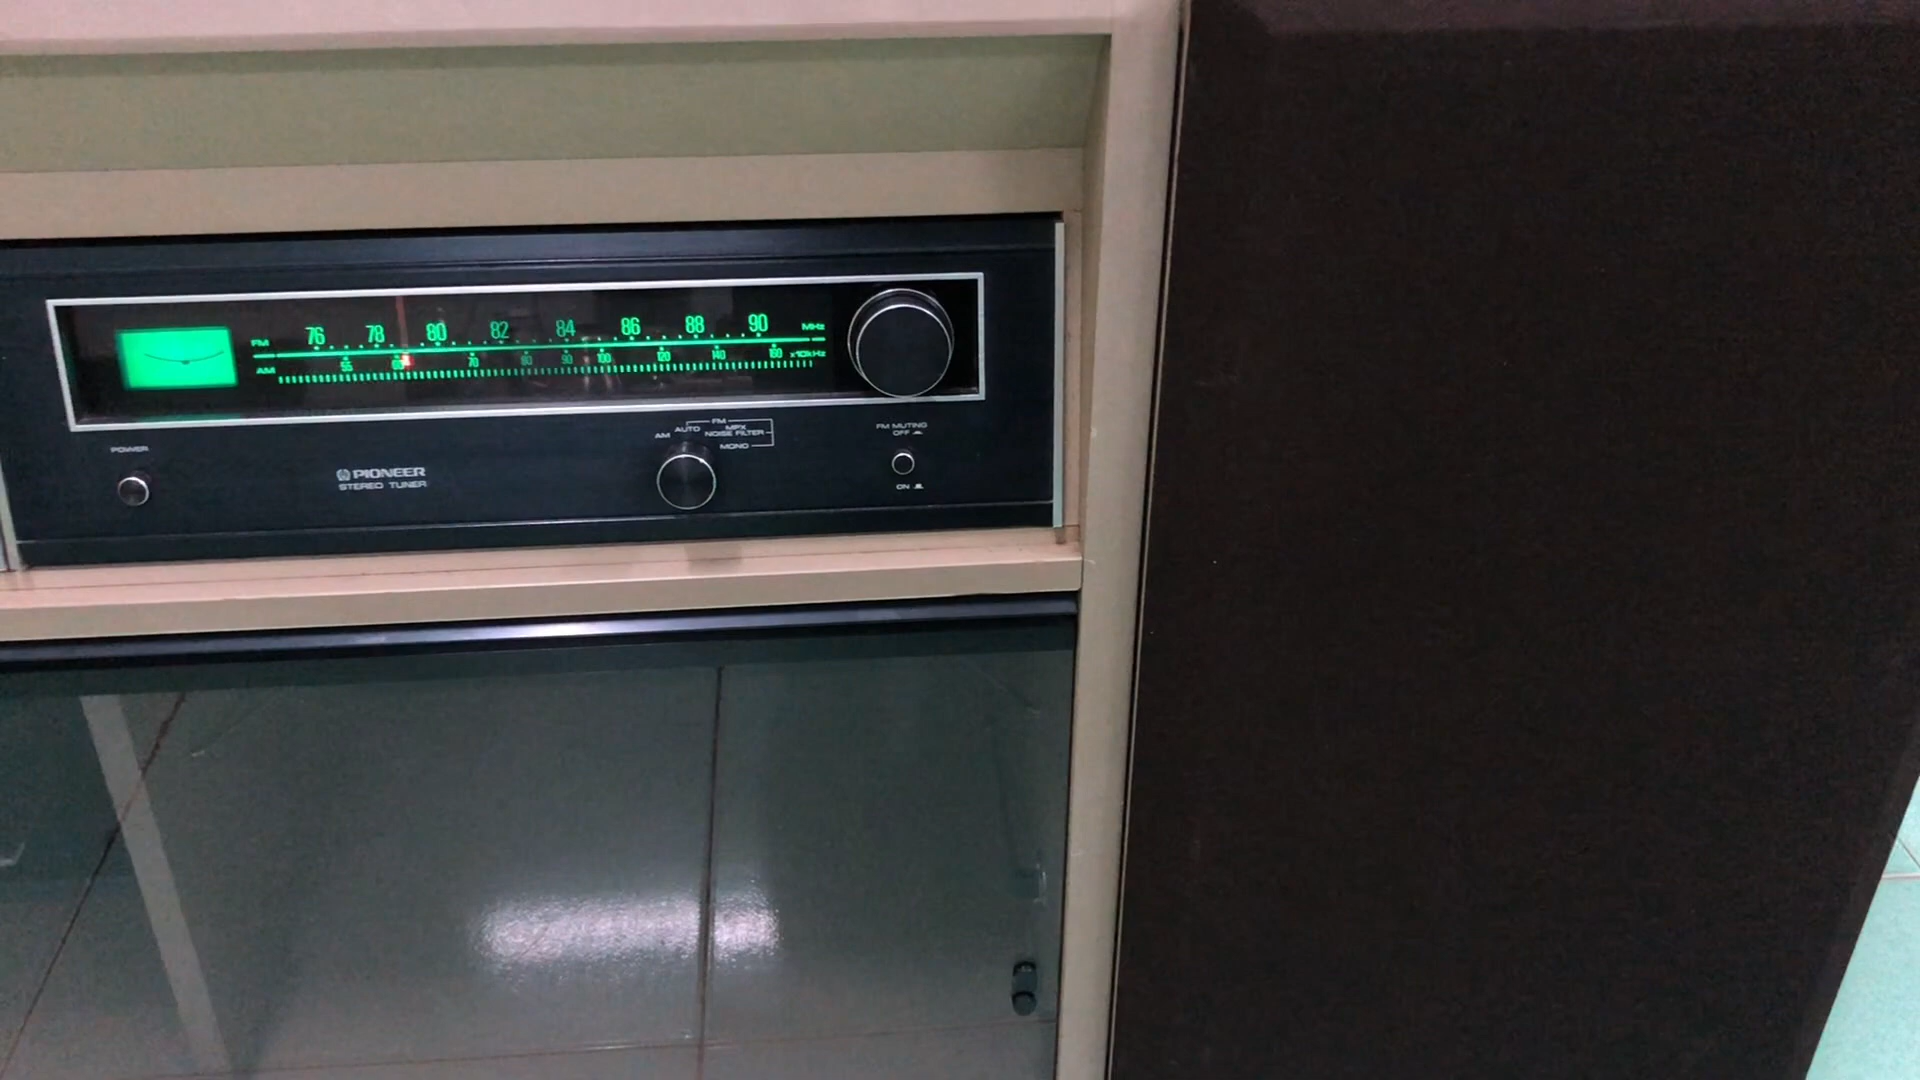 FM 76 78 80 82 84 86 88 90 MHz
AM 55 60 70 80 90 100 120 140 160 x10kHz
POWER
PIONEER
STEREO TUNER
FM
AM AUTO MPX
NOISE FILTER
MONO
FM MUTING
OFF
ON